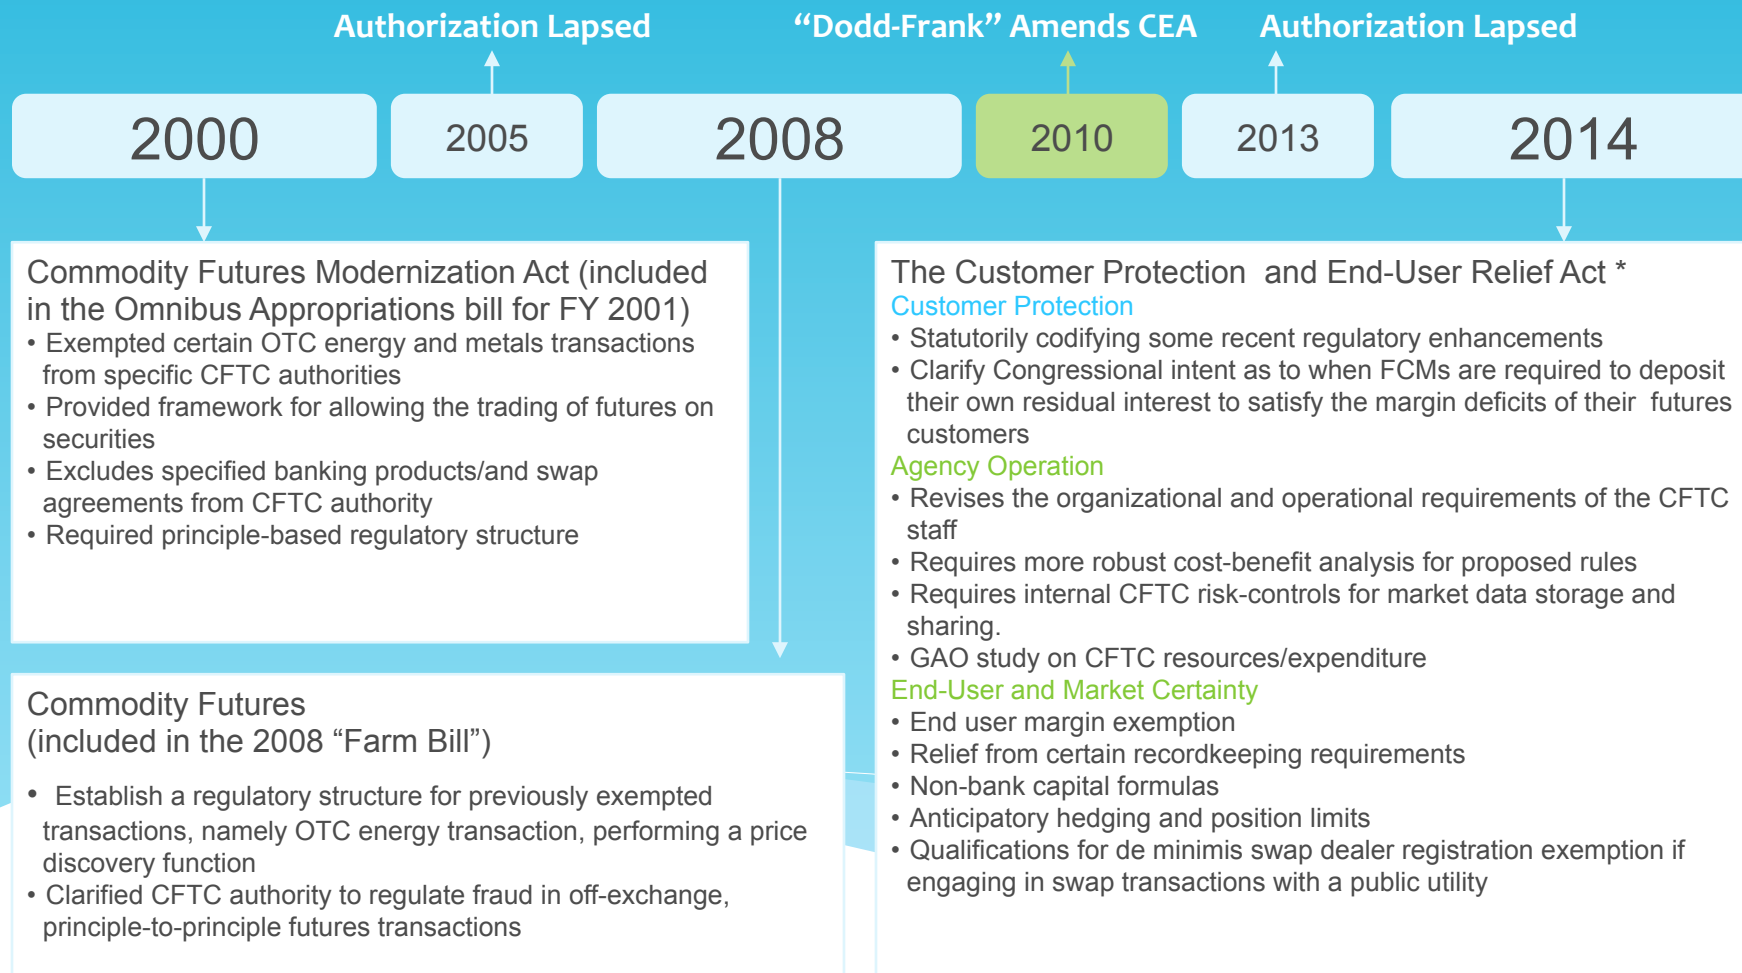 Authorization Lapsed
“Dodd-Frank” Amends CEA
Authorization Lapsed
2000
2005
2008
2010
2013
2014
Commodity Futures Modernization Act (included
in the Omnibus Appropriations bill for FY 2001)
• Exempted certain OTC energy and metals transactions
from specific CFTC authorities
• Provided framework for allowing the trading of futures on
securities
• Excludes specified banking products/and swap
agreements from CFTC authority
• Required principle-based regulatory structure
Commodity Futures
(included in the 2008 “Farm Bill”)
• Establish a regulatory structure for previously exempted
transactions, namely OTC energy transaction, performing a price
discovery function
• Clarified CFTC authority to regulate fraud in off-exchange,
principle-to-principle futures transactions
The Customer Protection and End-User Relief Act *
Customer Protection
• Statutorily codifying some recent regulatory enhancements
• Clarify Congressional intent as to when FCMs are required to deposit
their own residual interest to satisfy the margin deficits of their futures
customers
Agency Operation
• Revises the organizational and operational requirements of the CFTC
staff
• Requires more robust cost-benefit analysis for proposed rules
• Requires internal CFTC risk-controls for market data storage and
sharing.
• GAO study on CFTC resources/expenditure
End-User and Market Certainty
• End user margin exemption
• Relief from certain recordkeeping requirements
• Non-bank capital formulas
• Anticipatory hedging and position limits
• Qualifications for de minimis swap dealer registration exemption if
engaging in swap transactions with a public utility